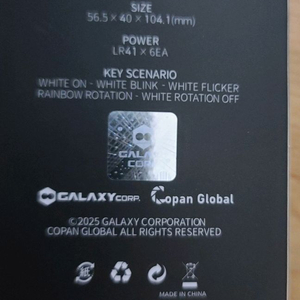 SIZE
56.5 × 40 × 104.1(mm)
POWER
LR41 × 6EA
KEY SCENARIO
WHITE ON - WHITE BLINK - WHITE FLICKER
RAINBOW ROTATION - WHITE ROTATION OFF
GALAXY
CORP.
GALAXYCORP. Copan Global
©2025 GALAXY CORPORATION
COPAN GLOBAL ALL RIGHTS RESERVED
MADE IN CHINA